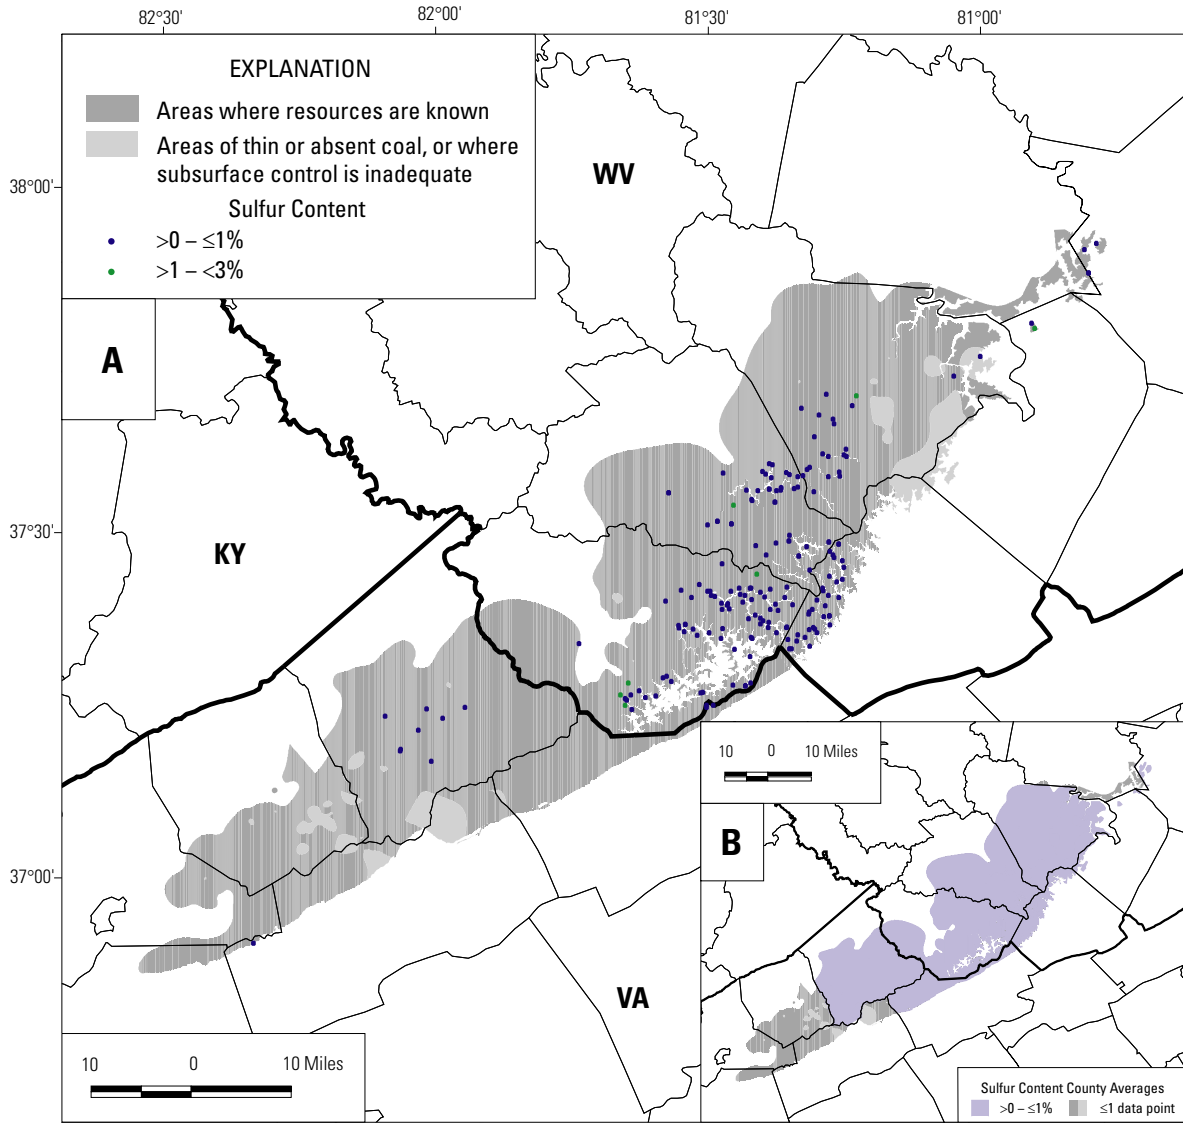 82°30'
82°00'
81°30'
81°00'
EXPLANATION
Areas where resources are known
Areas of thin or absent coal, or where
subsurface control is inadequate
Sulfur Content
>0 – ≤1%
>1 – <3%
38°00'
37°30'
37°00'
A
WV
KY
VA
10 0 10 Miles
10 0 10 Miles
B
Sulfur Content County Averages
>0 – ≤1% ≤1 data point